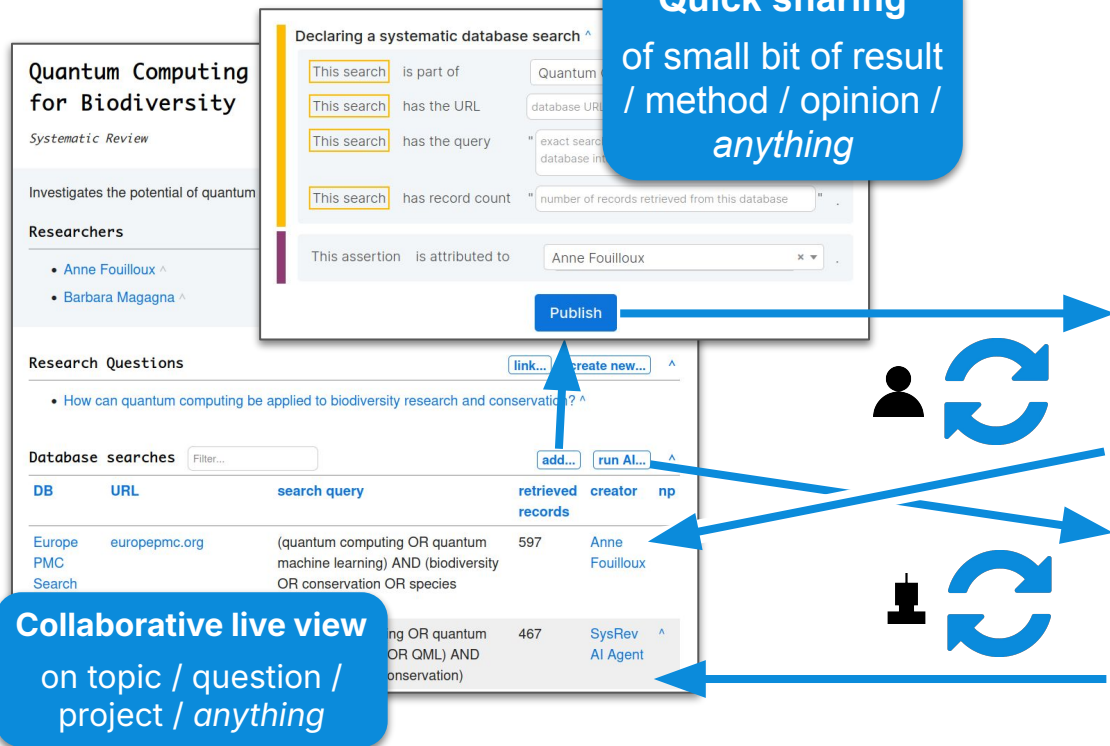 Quick sharing
of small bit of result
/ method / opinion /
anything
Declaring a systematic database search ^
This search is part of Quantum
This search has the URL database URL
This search has the query " exact search
database
This search has record count " number of records retrieved from this database " .
This assertion is attributed to Anne Fouilloux × ▾ .
Publish
Quantum Computing
for Biodiversity
Systematic Review
Investigates the potential of quantum
Researchers
• Anne Fouilloux ^
• Barbara Magagna ^
Research Questions link... create new... ^
• How can quantum computing be applied to biodiversity research and conservation? ^
Database searches Filter... add... run AI... ^
DB URL search query retrieved creator np
records
Europe europepmc.org (quantum computing OR quantum 597 Anne
PMC machine learning) AND (biodiversity Fouilloux
Search OR conservation OR species
ng OR quantum 467 SysRev ^
OR QML) AND AI Agent
onservation)
Collaborative live view
on topic / question /
project / anything